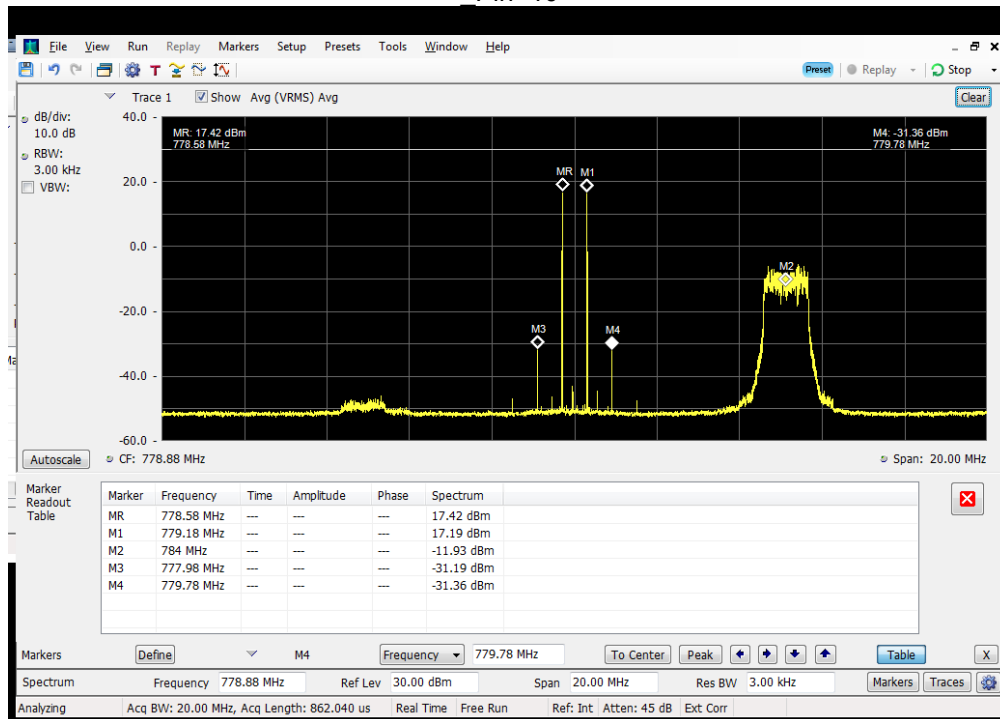 File View Run Replay Markers Setup Presets Tools Window Help
Preset Replay Stop
Trace 1 Show Avg (VRMS) Avg Clear
dB/div:
10.0 dB
RBW:
3.00 kHz
VBW:
40.0
20.0
0.0
-20.0
-40.0
-60.0
MR: 17.42 dBm
778.58 MHz
M4: -31.36 dBm
779.78 MHz
MR M1
M2
M3 M4
Autoscale CF: 778.88 MHz Span: 20.00 MHz
Marker
Readout
Table
Marker Frequency Time Amplitude Phase Spectrum
MR 778.58 MHz --- --- --- 17.42 dBm
M1 779.18 MHz --- --- --- 17.19 dBm
M2 784 MHz --- --- --- -11.93 dBm
M3 777.98 MHz --- --- --- -31.19 dBm
M4 779.78 MHz --- --- --- -31.36 dBm
Markers Define M4 Frequency 779.78 MHz To Center Peak Table X
Spectrum Frequency 778.88 MHz Ref Lev 30.00 dBm Span 20.00 MHz Res BW 3.00 kHz Markers Traces
Analyzing Acq BW: 20.00 MHz, Acq Length: 862.040 us Real Time Free Run Ref: Int Atten: 45 dB Ext Corr